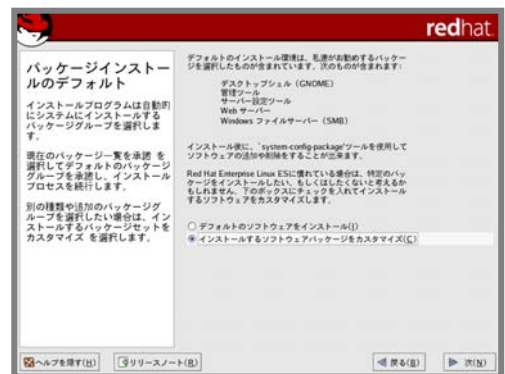 redhat.
パッケージインストー
ルのデフォルト
インストールプログラムは自動的
にシステムにインストールする
パッケージグループを選択しま
す。
現在のパッケージ一覧を承諾 を
選択してデフォルトのパッケージ
グループを承諾し、インストール
プロセスを続行します。
別の種類や追加のパッケージグ
ループを選択したい場合は、イン
ストールするパッケージセットを
カスタマイズ を選択します。
デフォルトのインストール環境は、私達がお勧めするパッケー
ジを選択したものが含まれています。次のものが含まれます:
デスクトップシェル (GNOME)
管理ツール
サーバー設定ツール
Web サーバー
Windows ファイルサーバー (SMB)
インストール後に、`system-config-package'ツールを使用して
ソフトウェアの追加や削除をすることが出来ます。
Red Hat Enterprise Linux ESに慣れている場合は、特定のパッ
ケージをインストールしたい、もしくはしたくないと考えるか
もしれません。下のボックスにチェックを入れてインストール
するソフトウェアをカスタマイズします。
デフォルトのソフトウェアをインストール(I)
インストールするソフトウェアパッケージをカスタマイズ(C)
ヘルプを隠す(H)
リリースノート(R)
戻る(B)
次(N)